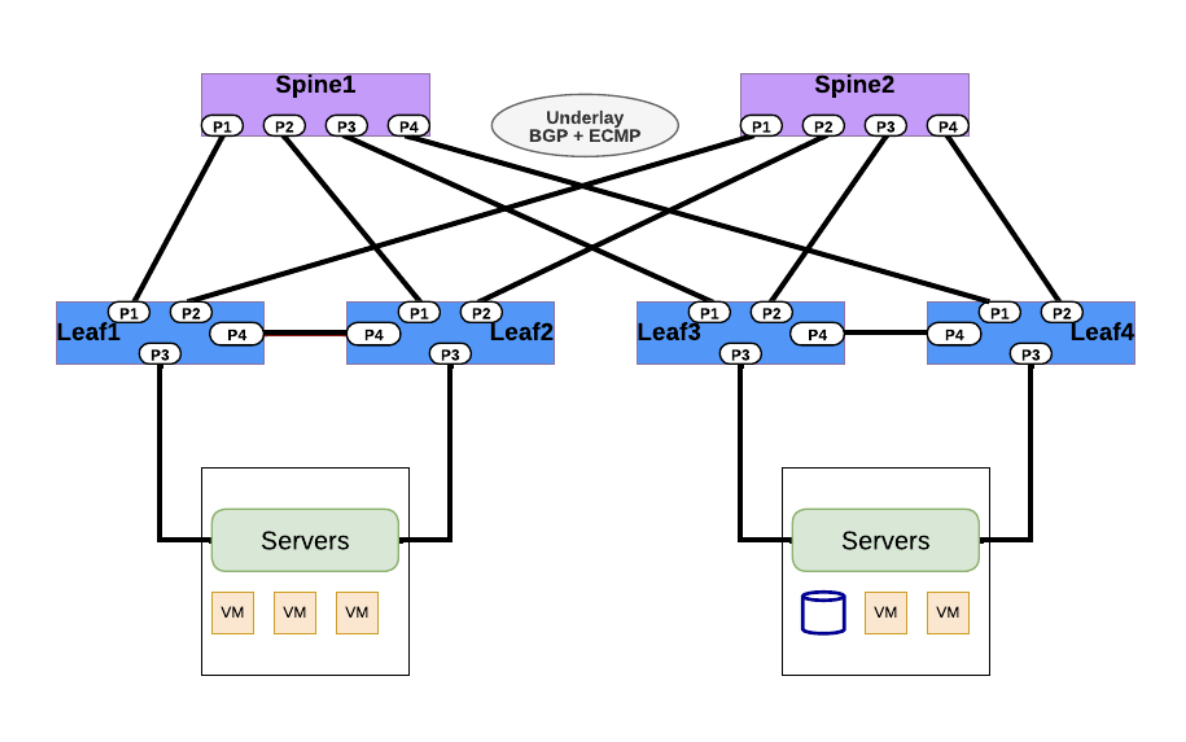 Spine1
P1
P2
P3
P4
Underlay
BGP + ECMP
Spine2
P1
P2
P3
P4
Leaf1
P1
P2
P4
P3
P4
P1
P2
Leaf2
P3
Leaf3
P1
P2
P4
P3
P4
P1
P2
Leaf4
P3
Servers
VM
VM
VM
Servers
VM
VM